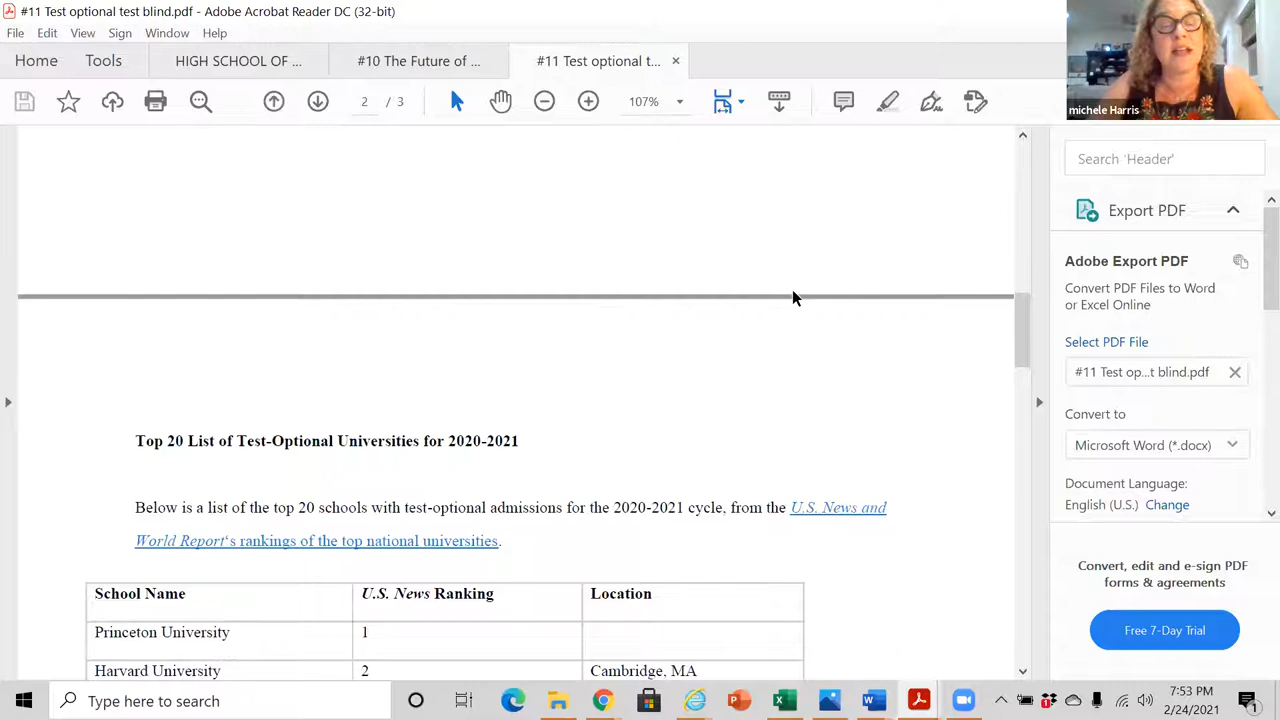 #11 Test optional test blind.pdf - Adobe Acrobat Reader DC (32-bit)
File Edit View Sign Window Help
Home Tools HIGH SCHOOL OF ... #10 The Future of ... #11 Test optional t...
2 / 3 107%
michele Harris
Search 'Header'
Export PDF
Adobe Export PDF
Convert PDF Files to Word
or Excel Online
Select PDF File
#11 Test op...t blind.pdf
Convert to
Microsoft Word (*.docx)
Document Language:
English (U.S.) Change
Convert, edit and e-sign PDF
forms & agreements
Free 7-Day Trial
Top 20 List of Test-Optional Universities for 2020-2021
Below is a list of the top 20 schools with test-optional admissions for the 2020-2021 cycle, from the U.S. News and
World Report's rankings of the top national universities.
School Name U.S. News Ranking Location
Princeton University 1
Harvard University 2 Cambridge, MA
Type here to search
7:53 PM
2/24/2021